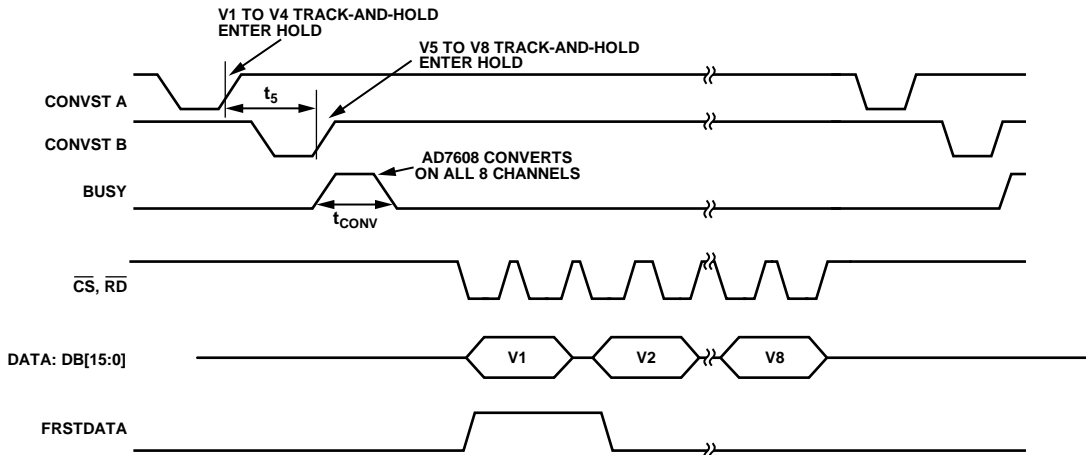 V1 TO V4 TRACK-AND-HOLD
ENTER HOLD
V5 TO V8 TRACK-AND-HOLD
ENTER HOLD
CONVST A
t5
CONVST B
AD7608 CONVERTS
ON ALL 8 CHANNELS
BUSY
tCONV
CS, RD
DATA: DB[15:0]
V1
V2
V8
FRSTDATA